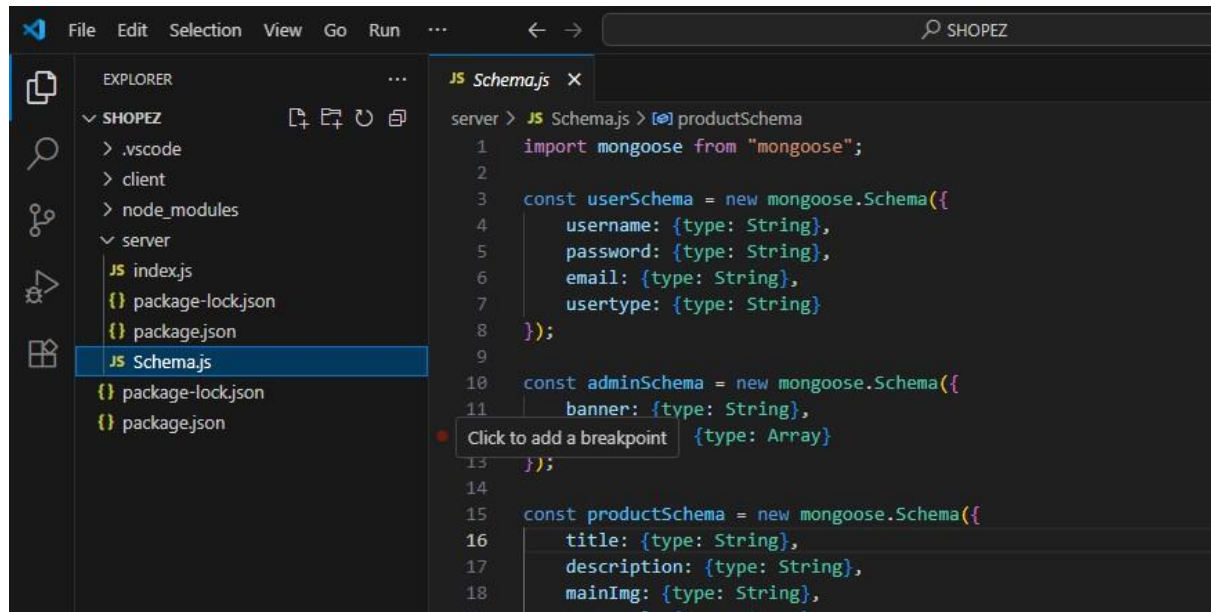 File Edit Selection View Go Run ··· ← → SHOPEZ
EXPLORER ···
SHOPEZ
.vscode
client
node_modules
server
JS index.js
{} package-lock.json
{} package.json
JS Schema.js
{} package-lock.json
{} package.json
JS Schema.js ×
server > JS Schema.js > productSchema
1 import mongoose from "mongoose";
2
3 const userSchema = new mongoose.Schema({
4 username: {type: String},
5 password: {type: String},
6 email: {type: String},
7 usertype: {type: String}
8 });
9
10 const adminSchema = new mongoose.Schema({
11 banner: {type: String},
Click to add a breakpoint {type: Array}
13 });
14
15 const productSchema = new mongoose.Schema({
16 title: {type: String},
17 description: {type: String},
18 mainImg: {type: String},